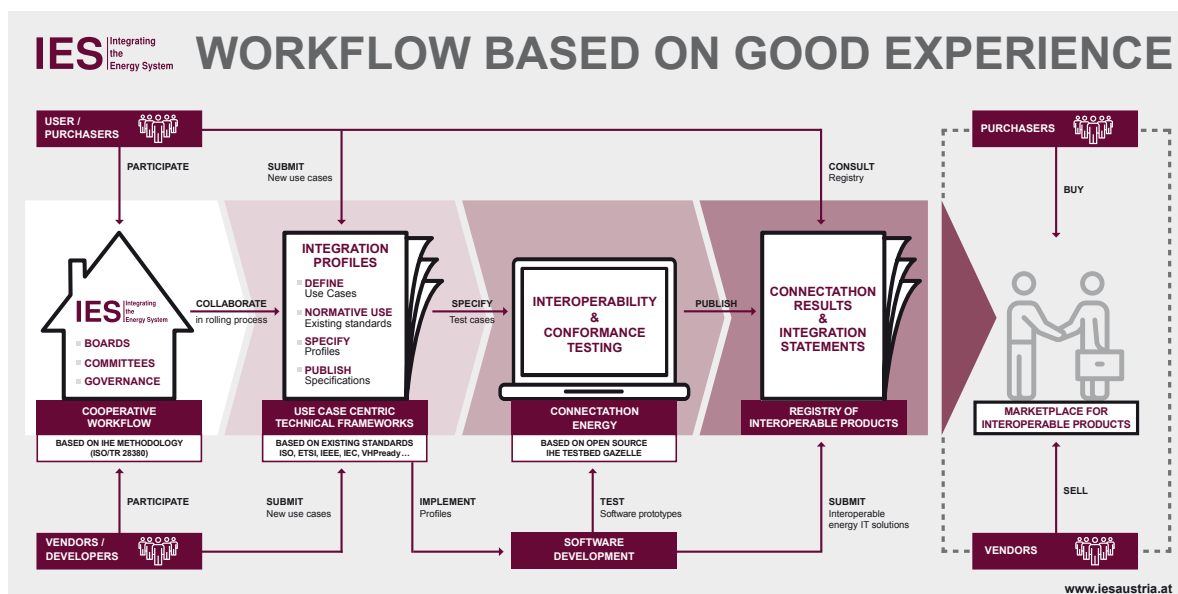 IES Integrating
the
Energy System
WORKFLOW BASED ON GOOD EXPERIENCE
USER /
PURCHASERS
PURCHASERS
PARTICIPATE
SUBMIT
New use cases
CONSULT
Registry
BUY
IES Integrating
the
Energy System
BOARDS
COMMITTEES
GOVERNANCE
COLLABORATE
in rolling process
INTEGRATION
PROFILES
DEFINE
Use Cases
NORMATIVE USE
Existing standards
SPECIFY
Profiles
PUBLISH
Specifications
SPECIFY
Test cases
INTEROPERABILITY
&
CONFORMANCE
TESTING
PUBLISH
CONNECTATHON
RESULTS
&
INTEGRATION
STATEMENTS
COOPERATIVE
WORKFLOW
BASED ON IHE METHODOLOGY
(ISO/TR 28380)
USE CASE CENTRIC
TECHNICAL FRAMEWORKS
BASED ON EXISTING STANDARDS
ISO, ETSI, IEEE, IEC, VHPready…
CONNECTATHON
ENERGY
BASED ON OPEN SOURCE
IHE TESTBED GAZELLE
REGISTRY OF
INTEROPERABLE PRODUCTS
MARKETPLACE FOR
INTEROPERABLE PRODUCTS
PARTICIPATE
SUBMIT
New use cases
IMPLEMENT
Profiles
TEST
Software prototypes
SUBMIT
Interoperable
energy IT solutions
SELL
VENDORS /
DEVELOPERS
SOFTWARE
DEVELOPMENT
VENDORS
www.iesaustria.at